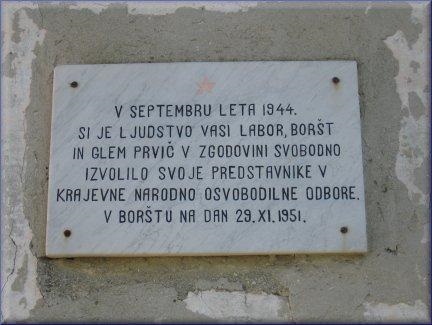 V SEPTEMBRU LETA 1944.
SI JE LJUDSTVO VASI LABOR, BORŠT
IN GLEM PRVIČ V ZGODOVINI SVOBODNO
IZVOLILO SVOJE PREDSTAVNIKE V
KRAJEVNE NARODNO OSVOBODILNE ODBORE.
V BORŠTU NA DAN 29. XI. 1951.